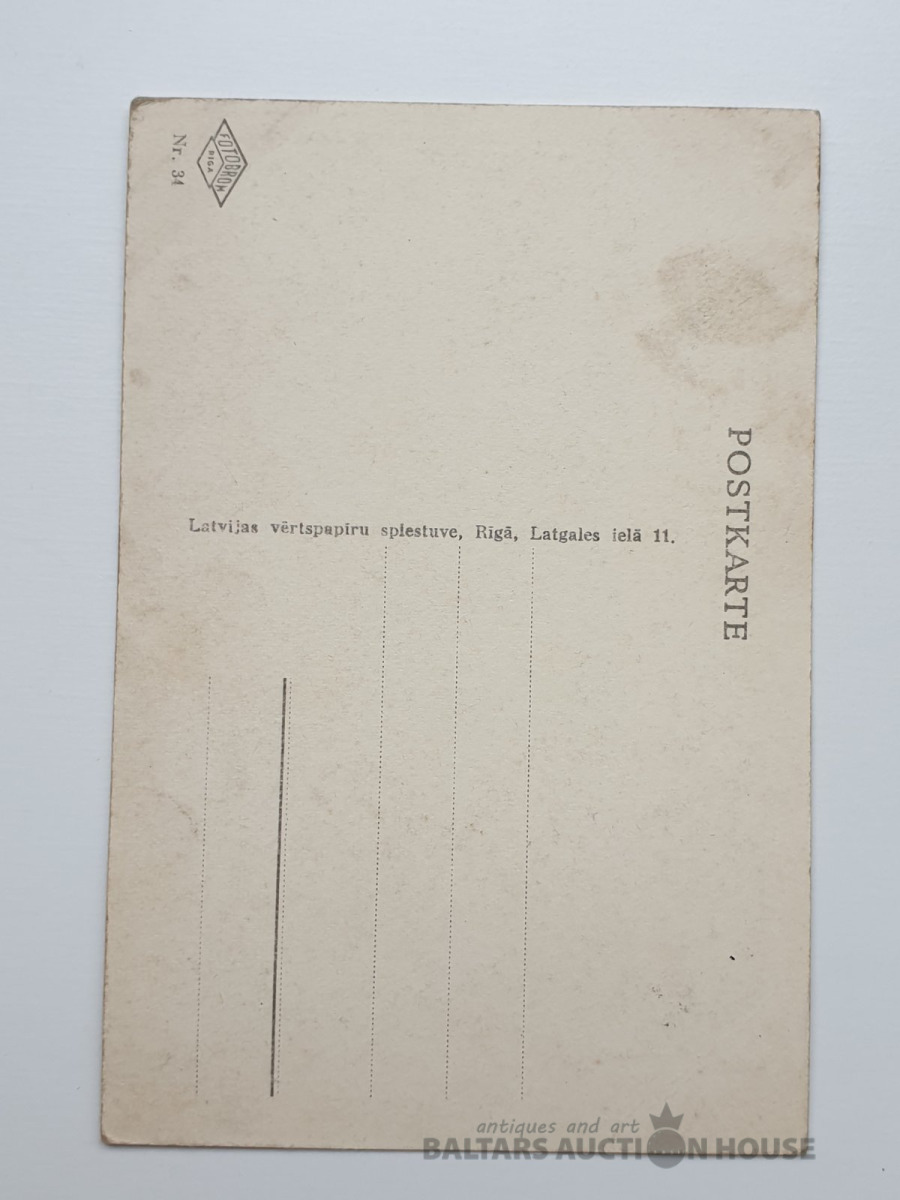 POSTKARTE
Latvijas vērtspapīru spiestuve, Rīgā, Latgales ielā 11.
FOTOBROM
RIGA
Nr. 34
antiques and art
BALTARS AUCTION HOUSE